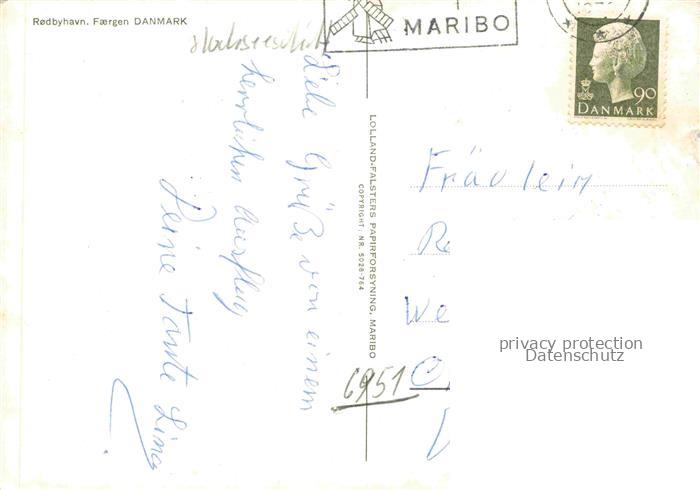 Rødbyhavn. Færgen DANMARK
MARIBO
90
DANMARK
Liebe Grüße von einem
herrlichen Ausflug
Deine Tante Lina
LOLLAND-FALSTERS PAPIRFORSYNING, MARIBO
COPYRIGHT: NR. 5028-764
Fräulein
R
We
6951 O
privacy protection
Datenschutz